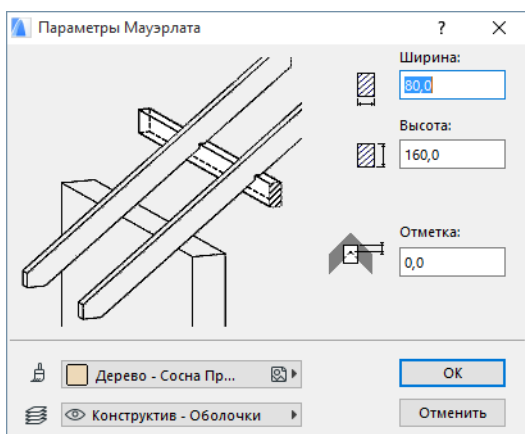 Параметры Мауэрлата
?
Ширина:
80,0
Высота:
160,0
Отметка:
0,0
Дерево - Сосна Пр...
OK
Конструктив - Оболочки
Отменить